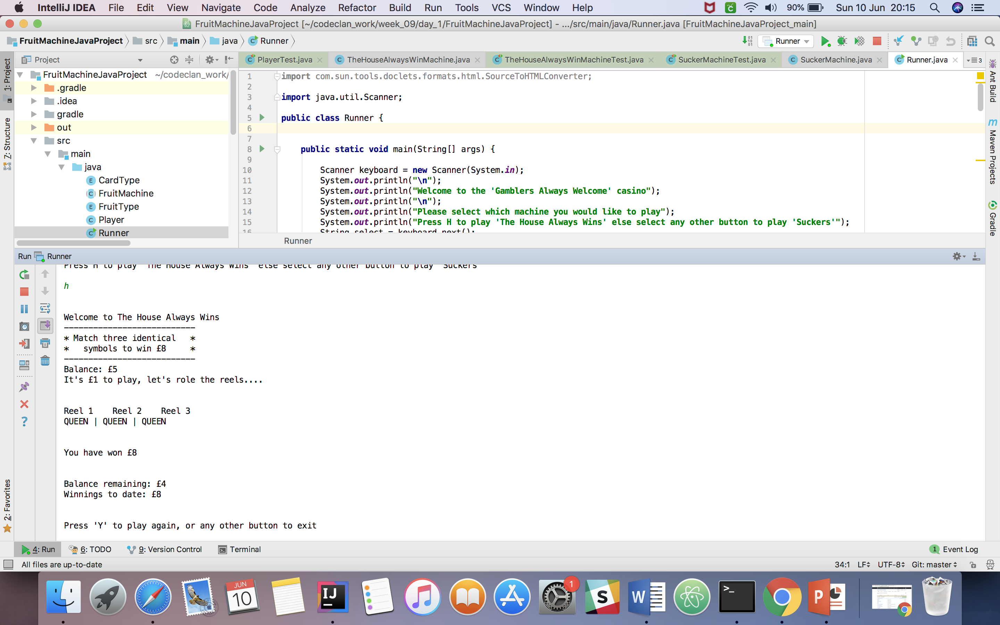 IntelliJ IDEA File Edit View Navigate Code Analyze Refactor Build Run Tools VCS Window Help 90% Sun 10 Jun 20:15
FruitMachineJavaProject [~/codeclan_work/week_09/day_1/FruitMachineJavaProject] - .../src/main/java/Runner.java [FruitMachineJavaProject_main]
FruitMachineJavaProject src main java Runner Runner
Project
PlayerTest.java TheHouseAlwaysWinMachine.java TheHouseAlwaysWinMachineTest.java SuckerMachineTest.java SuckerMachine.java Runner.java 3
1: Project
7: Structure
2: Favorites
FruitMachineJavaProject ~/codeclan_work/
.gradle
.idea
gradle
out
src
main
java
CardType
FruitMachine
FruitType
Player
Runner
1 import com.sun.tools.doclets.formats.html.SourceToHTMLConverter;
2
3 import java.util.Scanner;
4
5 public class Runner {
6
7
8 public static void main(String[] args) {
9
10 Scanner keyboard = new Scanner(System.in);
11 System.out.println("\n");
12 System.out.println("Welcome to the 'Gamblers Always Welcome' casino");
13 System.out.println("\n");
14 System.out.println("Please select which machine you would like to play");
15 System.out.println("Press H to play 'The House Always Wins' else select any other button to play 'Suckers'");
16 String select = keyboard.next();
Runner
Ant Build
Maven Projects
Gradle
Run Runner
Press H to play 'The House Always Wins' else select any other button to play 'Suckers'
h
Welcome to The House Always Wins
---------------------------
* Match three identical *
* symbols to win £8 *
---------------------------
Balance: £5
It's £1 to play, let's role the reels....
Reel 1 Reel 2 Reel 3
QUEEN | QUEEN | QUEEN
You have won £8
Balance remaining: £4
Winnings to date: £8
Press 'Y' to play again, or any other button to exit
4: Run 6: TODO 9: Version Control Terminal 1 Event Log
All files are up-to-date 34:1 LF UTF-8 Git: master
JUN
10
IJ
1
S
W
>_
P